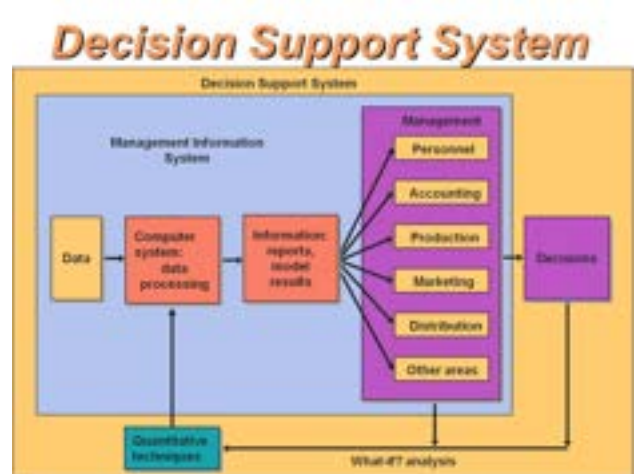 Decision Support System
Decision Support System
Management Information
System
Management
Personnel
Accounting
Production
Marketing
Distribution
Other areas
Data
Computer
system:
data
processing
Information:
reports,
model
results
Decisions
Quantitative
techniques
What-if? analysis